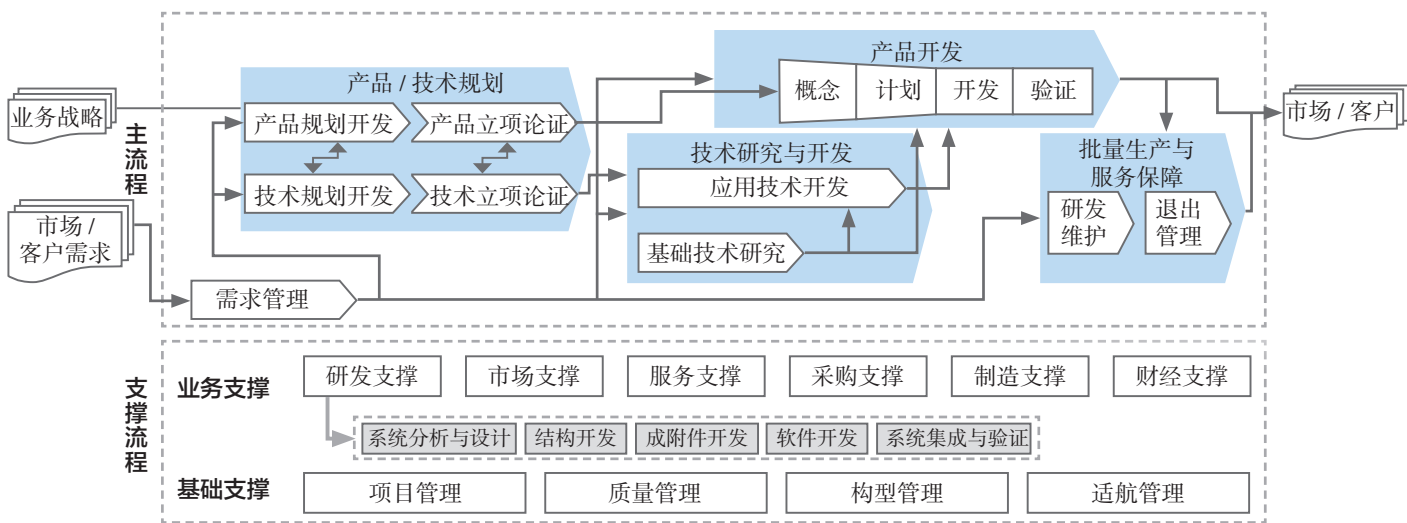 产品开发
概念
计划
开发
验证
产品 / 技术规划
业务战略
产品规划开发
产品立项论证
市场 / 客户
主流程
技术研究与开发
批量生产与
服务保障
技术规划开发
技术立项论证
应用技术开发
市场 /
客户需求
研发
维护
退出
管理
基础技术研究
需求管理
支撑流程
业务支撑
研发支撑
市场支撑
服务支撑
采购支撑
制造支撑
财经支撑
系统分析与设计
结构开发
成附件开发
软件开发
系统集成与验证
基础支撑
项目管理
质量管理
构型管理
适航管理